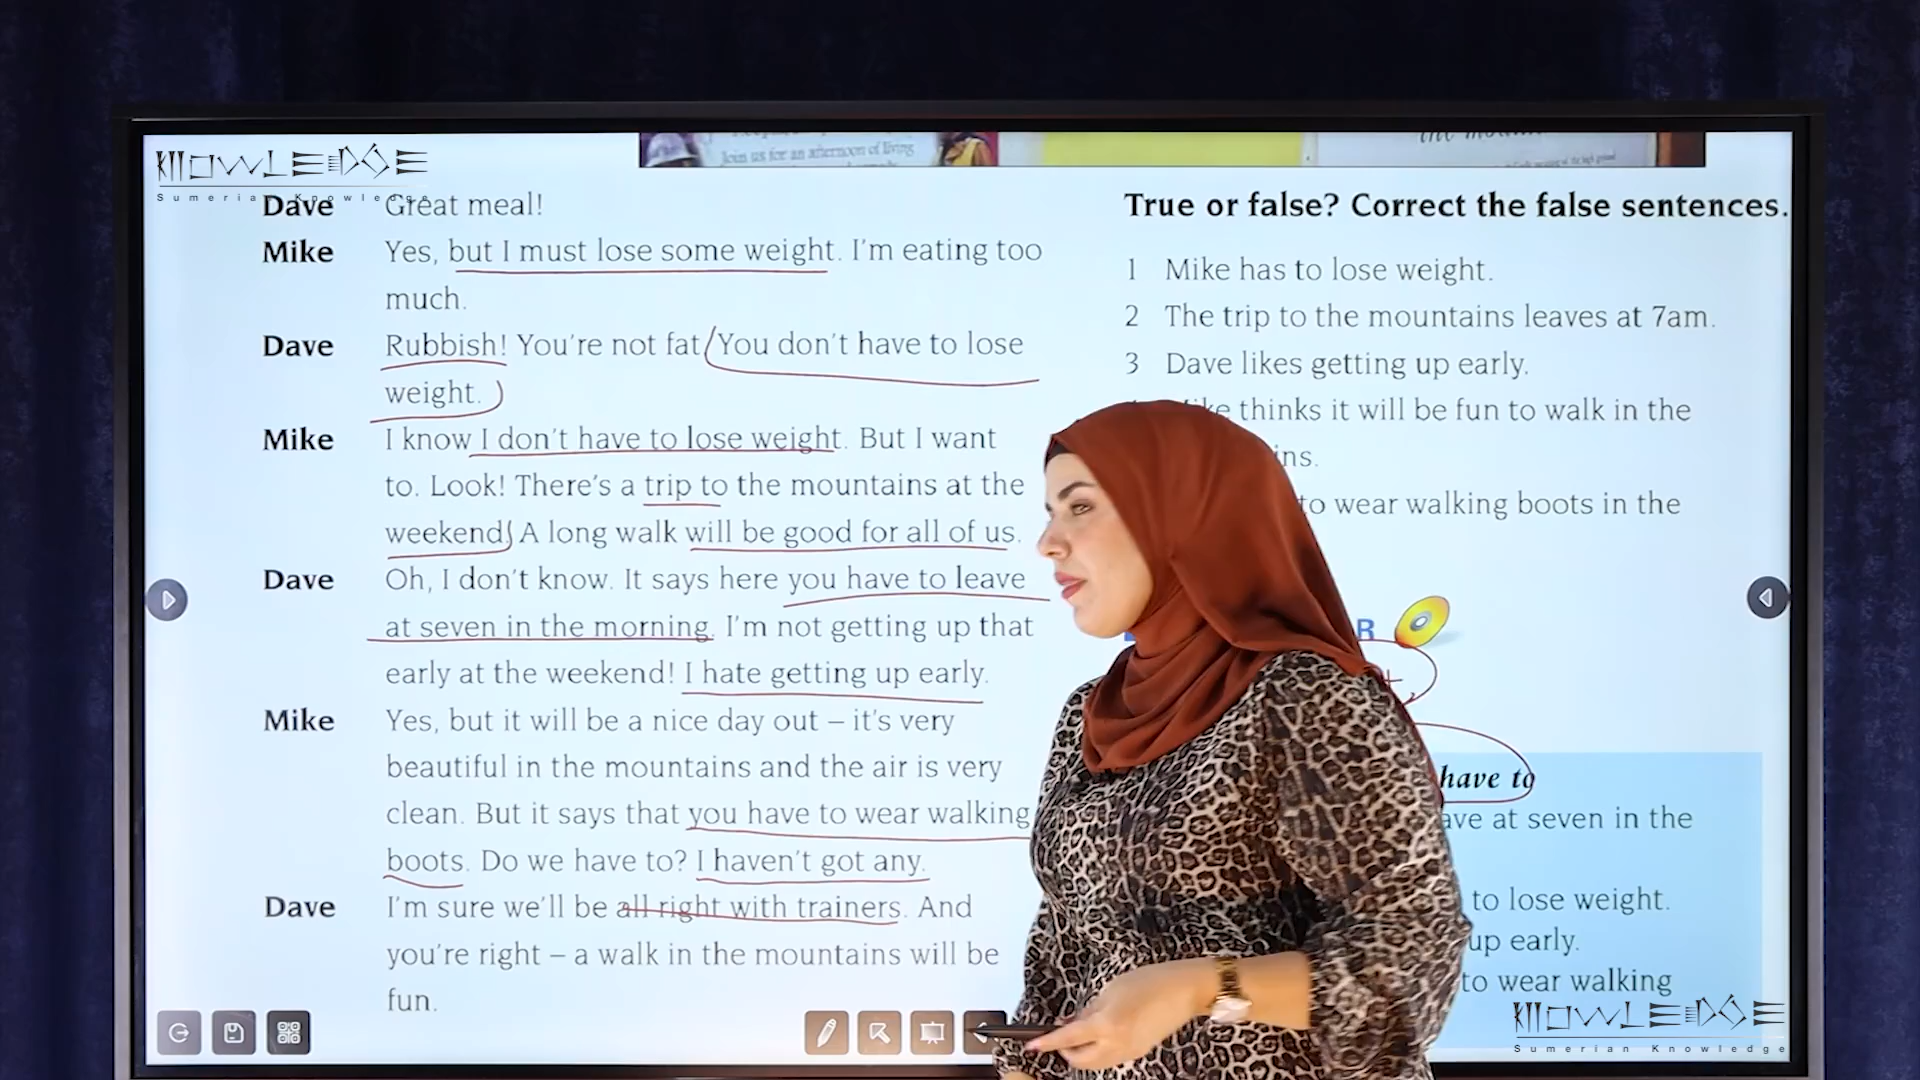 KNOWLEDGE
Sumerian Knowledge
Join us for an afternoon of living
Dave Great meal!
Mike Yes, but I must lose some weight. I'm eating too
much.
Dave Rubbish! You're not fat. You don't have to lose
weight.
Mike I know I don't have to lose weight. But I want
to. Look! There's a trip to the mountains at the
weekend. A long walk will be good for all of us.
Dave Oh, I don't know. It says here you have to leave
at seven in the morning. I'm not getting up that
early at the weekend! I hate getting up early.
Mike Yes, but it will be a nice day out – it's very
beautiful in the mountains and the air is very
clean. But it says that you have to wear walking
boots. Do we have to? I haven't got any.
Dave I'm sure we'll be all right with trainers. And
you're right – a walk in the mountains will be
fun.
True or false? Correct the false sentences.
1 Mike has to lose weight.
2 The trip to the mountains leaves at 7am.
3 Dave likes getting up early.
thinks it will be fun to walk in the
to wear walking boots in the
have to
at seven in the
to lose weight.
up early.
to wear walking
KNOWLEDGE
Sumerian Knowledge